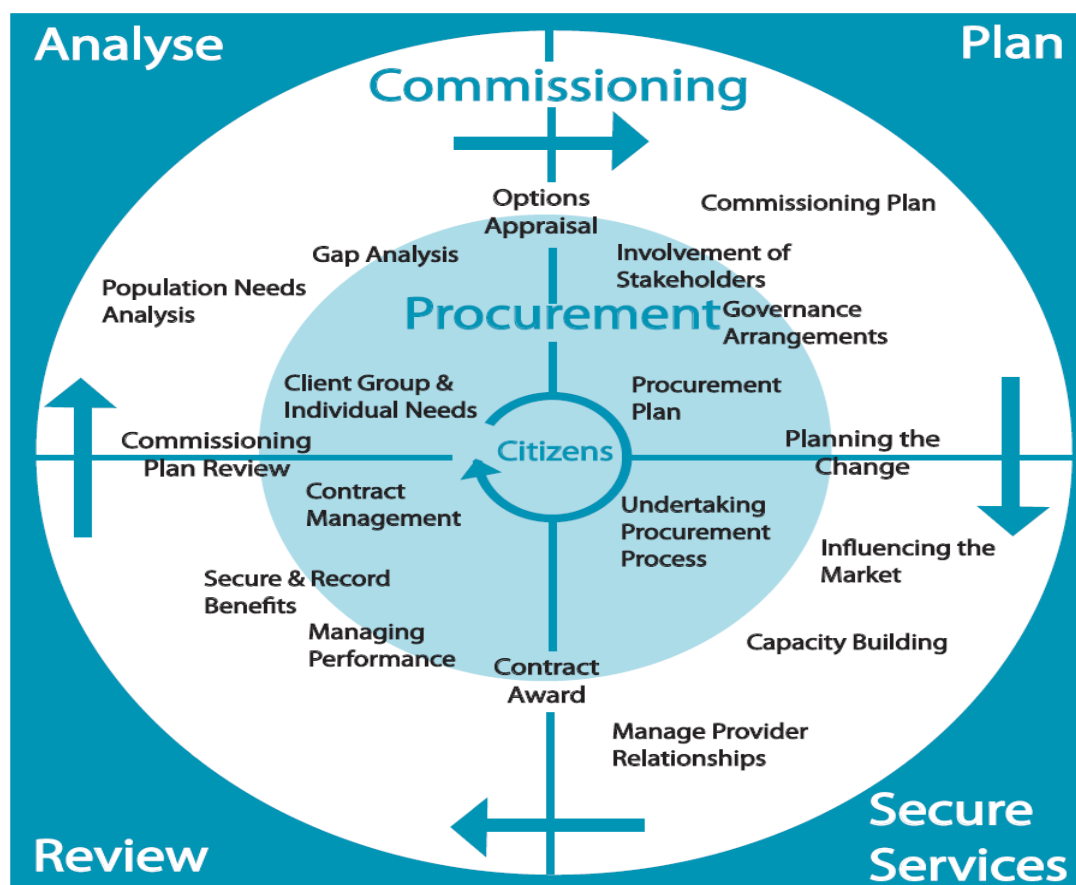 Analyse
Plan
Commissioning
Options
Appraisal
Commissioning Plan
Gap Analysis
Involvement of
Stakeholders
Population Needs
Analysis
Procurement
Governance
Arrangements
Client Group &
Individual Needs
Procurement
Plan
Citizens
Commissioning
Plan Review
Planning the
Change
Contract
Management
Undertaking
Procurement
Process
Influencing the
Market
Secure & Record
Benefits
Managing
Performance
Capacity Building
Contract
Award
Manage Provider
Relationships
Review
Secure
Services